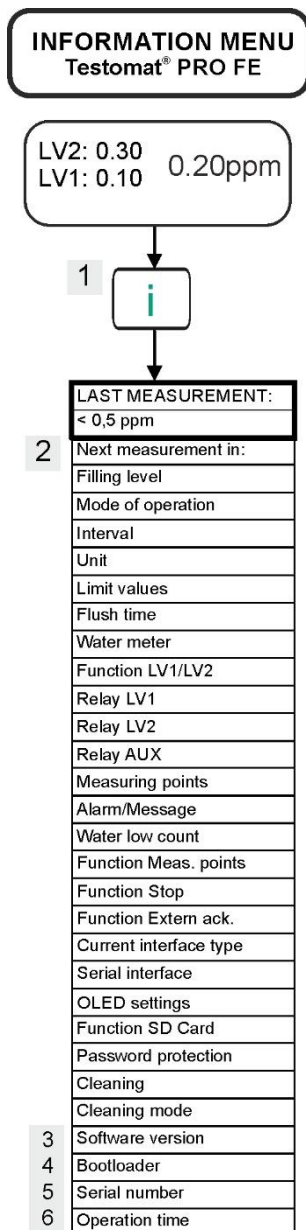 INFORMATION MENU
Testomat® PRO FE
LV2: 0.30
LV1: 0.10
0.20ppm
1
i
LAST MEASUREMENT:
< 0,5 ppm
2
Next measurement in:
Filling level
Mode of operation
Interval
Unit
Limit values
Flush time
Water meter
Function LV1/LV2
Relay LV1
Relay LV2
Relay AUX
Measuring points
Alarm/Message
Water low count
Function Meas. points
Function Stop
Function Extern ack.
Current interface type
Serial interface
OLED settings
Function SD Card
Password protection
Cleaning
Cleaning mode
3 Software version
4 Bootloader
5 Serial number
6 Operation time